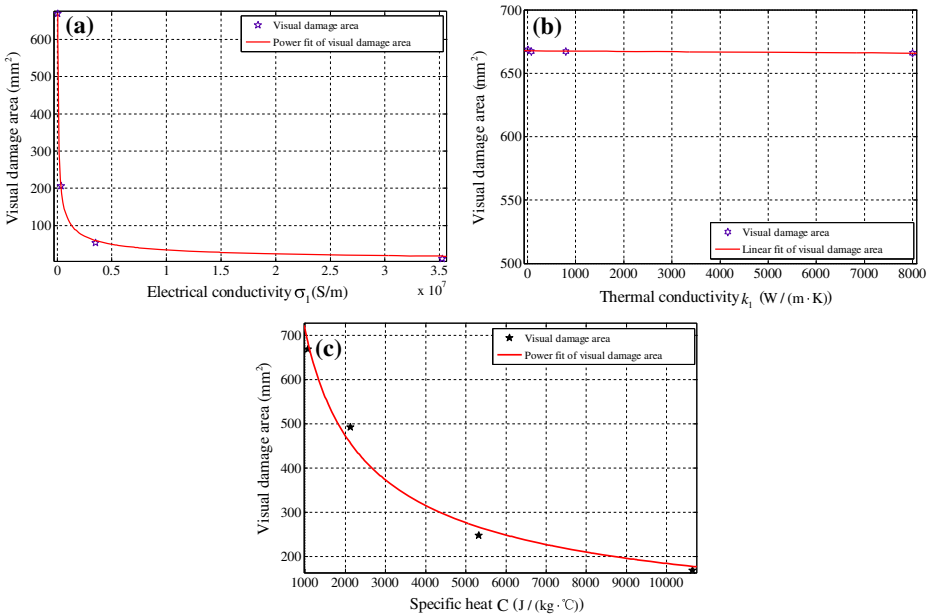 (a)
Visual damage area
Power fit of visual damage area
600
500
400
300
200
100
Visual damage area (mm²)
0 0.5 1 1.5 2 2.5 3 3.5
x 10⁷
Electrical conductivity σ₁(S/m)
(b)
700
650
600
550
500
Visual damage area (mm²)
Visual damage area
Linear fit of visual damage area
0 1000 2000 3000 4000 5000 6000 7000 8000
Thermal conductivity k₁ (W/(m·K))
(c)
Visual damage area
Power fit of visual damage area
700
600
500
400
300
200
Visual damage area (mm²)
1000 2000 3000 4000 5000 6000 7000 8000 9000 10000
Specific heat C (J/(kg·℃)